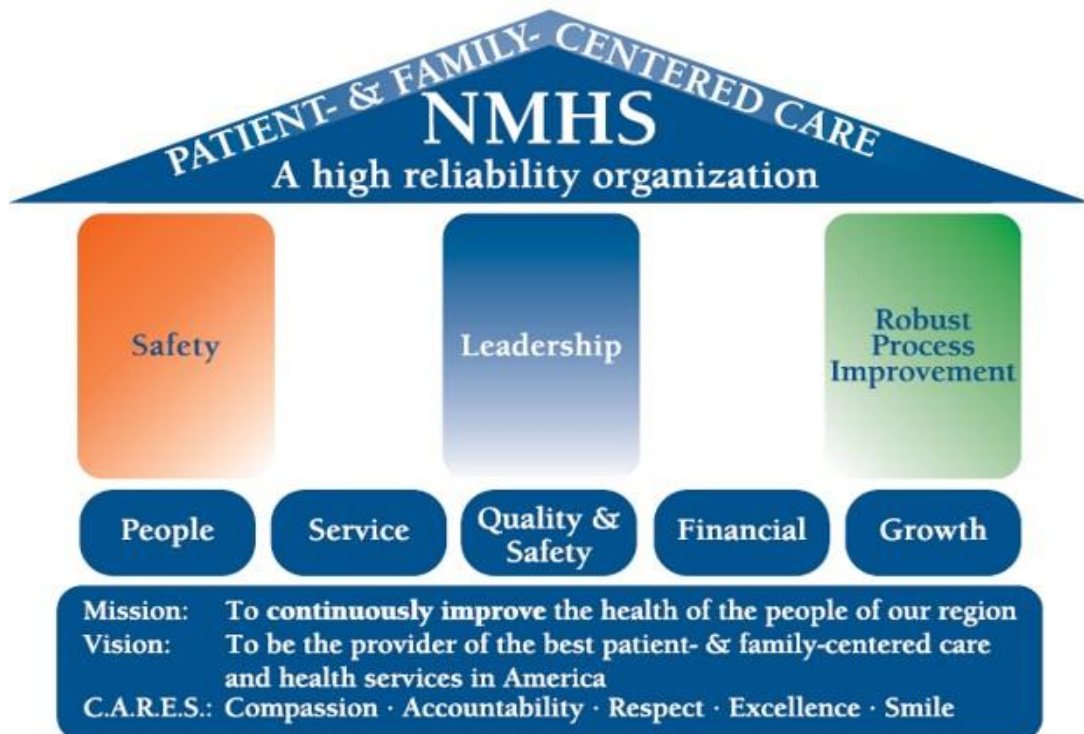 PATIENT- & FAMILY- CENTERED CARE
NMHS
A high reliability organization
Safety
Leadership
Robust
Process
Improvement
People
Service
Quality &
Safety
Financial
Growth
Mission: To continuously improve the health of the people of our region
Vision: To be the provider of the best patient- & family-centered care
and health services in America
C.A.R.E.S.: Compassion · Accountability · Respect · Excellence · Smile